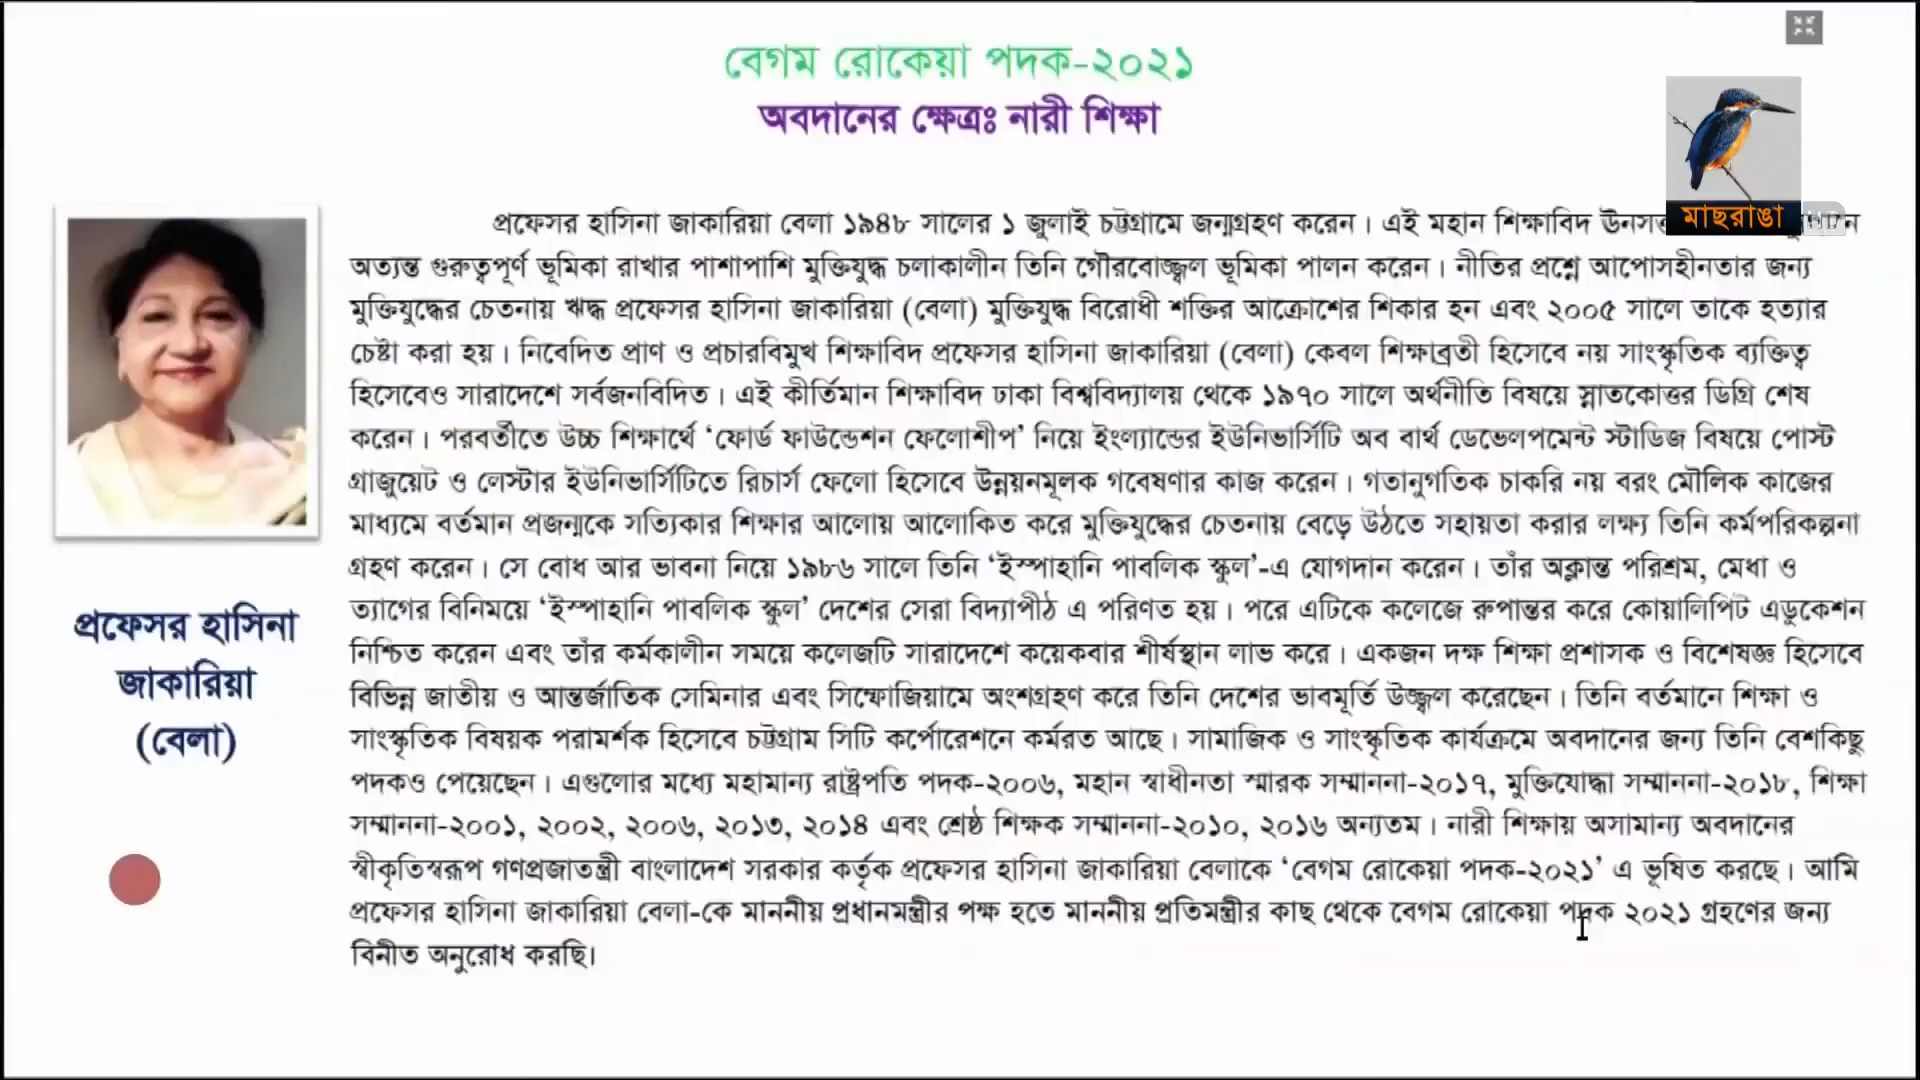 বেগম রোকেয়া পদক-২০২১
অবদানের ক্ষেত্রঃ নারী শিক্ষা
মাছরাঙা HD
প্রফেসর হাসিনা জাকারিয়া বেলা ১৯৪৮ সালের ১ জুলাই চট্টগ্রামে জন্মগ্রহণ করেন। এই মহান শিক্ষাবিদ
অত্যন্ত গুরুত্বপূর্ণ ভূমিকা রাখার পাশাপাশি মুক্তিযুদ্ধ চলাকালীন তিনি গৌরবোজ্জ্বল ভূমিকা পালন করেন। নীতির প্রশ্নে আপোসহীনতার জন্য
মুক্তিযুদ্ধের চেতনায় ঋদ্ধ প্রফেসর হাসিনা জাকারিয়া (বেলা) মুক্তিযুদ্ধ বিরোধী শক্তির আক্রোশের শিকার হন এবং ২০০৫ সালে তাকে হত্যার
চেষ্টা করা হয়। নিবেদিত প্রাণ ও প্রচারবিমুখ শিক্ষাবিদ প্রফেসর হাসিনা জাকারিয়া (বেলা) কেবল শিক্ষাব্রতী হিসেবে নয় সাংস্কৃতিক ব্যক্তিত্ব
হিসেবেও সারাদেশে সর্বজনবিদিত। এই কীর্তিমান শিক্ষাবিদ ঢাকা বিশ্ববিদ্যালয় থেকে ১৯৭০ সালে অর্থনীতি বিষয়ে স্নাতকোত্তর ডিগ্রি শেষ
করেন। পরবর্তীতে উচ্চ শিক্ষার্থে ‘ফোর্ড ফাউন্ডেশন ফেলোশীপ’ নিয়ে ইংল্যান্ডের ইউনিভার্সিটি অব বার্থ ডেভেলপমেন্ট স্টাডিজ বিষয়ে পোস্ট
গ্রাজুয়েট ও লেস্টার ইউনিভার্সিটিতে রিচার্স ফেলো হিসেবে উন্নয়নমূলক গবেষণার কাজ করেন। গতানুগতিক চাকরি নয় বরং মৌলিক কাজের
মাধ্যমে বর্তমান প্রজন্মকে সত্যিকার শিক্ষার আলোয় আলোকিত করে মুক্তিযুদ্ধের চেতনায় বেড়ে উঠতে সহায়তা করার লক্ষ্য তিনি কর্মপরিকল্পনা
গ্রহণ করেন। সে বোধ আর ভাবনা নিয়ে ১৯৮৬ সালে তিনি ‘ইস্পাহানি পাবলিক স্কুল’-এ যোগদান করেন। তাঁর অক্লান্ত পরিশ্রম, মেধা ও
ত্যাগের বিনিময়ে ‘ইস্পাহানি পাবলিক স্কুল’ দেশের সেরা বিদ্যাপীঠ এ পরিণত হয়। পরে এটিকে কলেজে রুপান্তর করে কোয়ালিপিট এডুকেশন
নিশ্চিত করেন এবং তাঁর কর্মকালীন সময়ে কলেজটি সারাদেশে কয়েকবার শীর্ষস্থান লাভ করে। একজন দক্ষ শিক্ষা প্রশাসক ও বিশেষজ্ঞ হিসেবে
বিভিন্ন জাতীয় ও আন্তর্জাতিক সেমিনার এবং সিম্ফোজিয়ামে অংশগ্রহণ করে তিনি দেশের ভাবমূর্তি উজ্জ্বল করেছেন। তিনি বর্তমানে শিক্ষা ও
সাংস্কৃতিক বিষয়ক পরামর্শক হিসেবে চট্টগ্রাম সিটি কর্পোরেশনে কর্মরত আছে। সামাজিক ও সাংস্কৃতিক কার্যক্রমে অবদানের জন্য তিনি বেশকিছু
পদকও পেয়েছেন। এগুলোর মধ্যে মহামান্য রাষ্ট্রপতি পদক-২০০৬, মহান স্বাধীনতা স্মারক সম্মাননা-২০১৭, মুক্তিযোদ্ধা সম্মাননা-২০১৮, শিক্ষা
সম্মাননা-২০০১, ২০০২, ২০০৬, ২০১৩, ২০১৪ এবং শ্রেষ্ঠ শিক্ষক সম্মাননা-২০১০, ২০১৬ অন্যতম। নারী শিক্ষায় অসামান্য অবদানের
স্বীকৃতিস্বরূপ গণপ্রজাতন্ত্রী বাংলাদেশ সরকার কর্তৃক প্রফেসর হাসিনা জাকারিয়া বেলাকে ‘বেগম রোকেয়া পদক-২০২১’ এ ভূষিত করছে। আমি
প্রফেসর হাসিনা জাকারিয়া বেলা-কে মাননীয় প্রধানমন্ত্রীর পক্ষ হতে মাননীয় প্রতিমন্ত্রীর কাছ থেকে বেগম রোকেয়া পদক ২০২১ গ্রহণের জন্য
বিনীত অনুরোধ করছি।
প্রফেসর হাসিনা
জাকারিয়া
(বেলা)